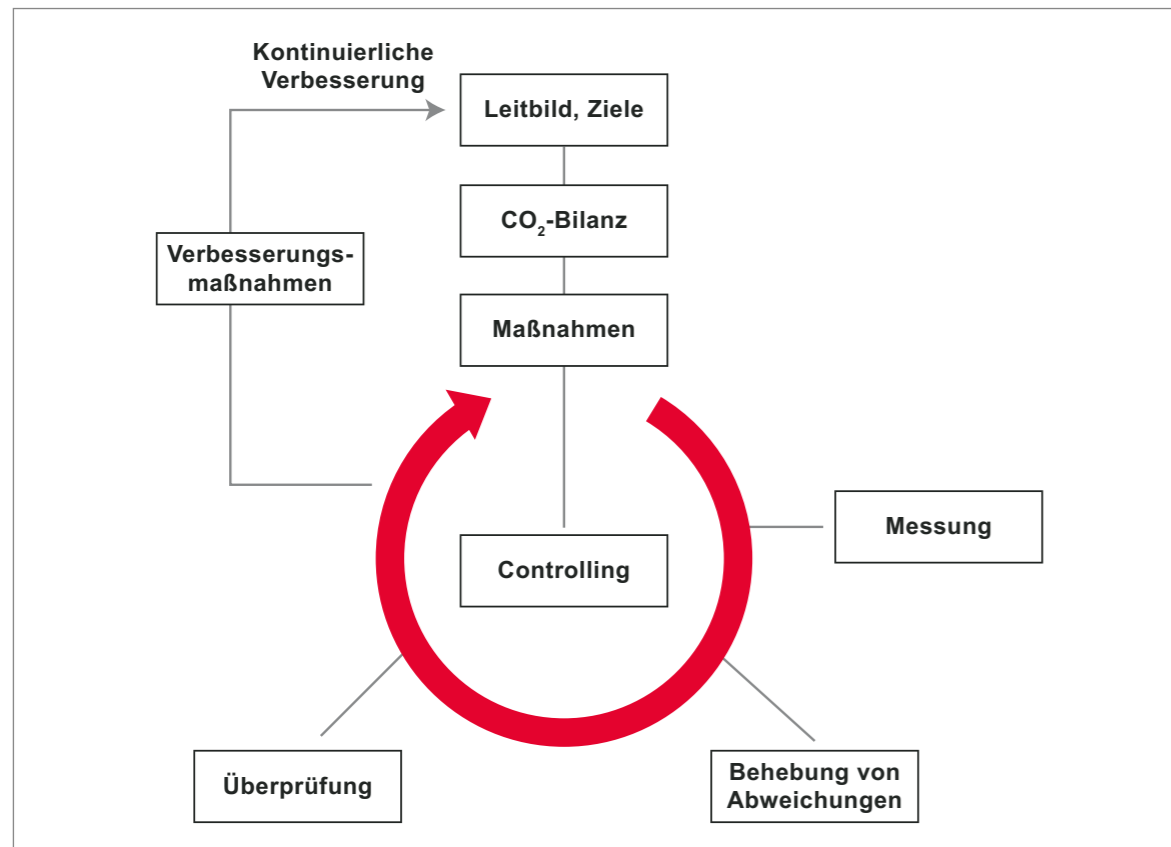 Kontinuierliche
Verbesserung
Leitbild, Ziele
CO₂-Bilanz
Verbesserungs-
maßnahmen
Maßnahmen
Messung
Controlling
Überprüfung
Behebung von
Abweichungen